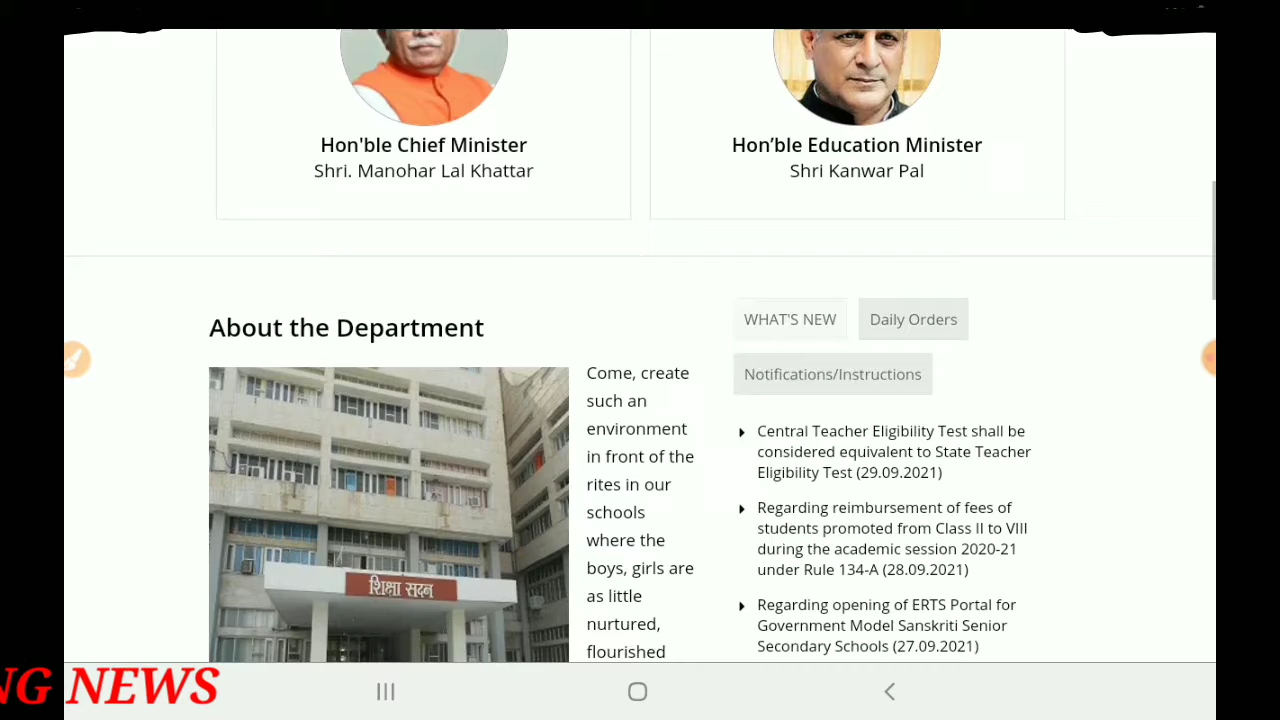 Hon'ble Chief Minister
Shri. Manohar Lal Khattar
Hon’ble Education Minister
Shri Kanwar Pal
About the Department
Come, create
such an
environment
in front of the
rites in our
schools
where the
boys, girls are
as little
nurtured,
flourished
शिक्षा सदन
WHAT'S NEW
Daily Orders
Notifications/Instructions
Central Teacher Eligibility Test shall be
considered equivalent to State Teacher
Eligibility Test (29.09.2021)
Regarding reimbursement of fees of
students promoted from Class II to VIII
during the academic session 2020-21
under Rule 134-A (28.09.2021)
Regarding opening of ERTS Portal for
Government Model Sanskriti Senior
Secondary Schools (27.09.2021)
NG NEWS